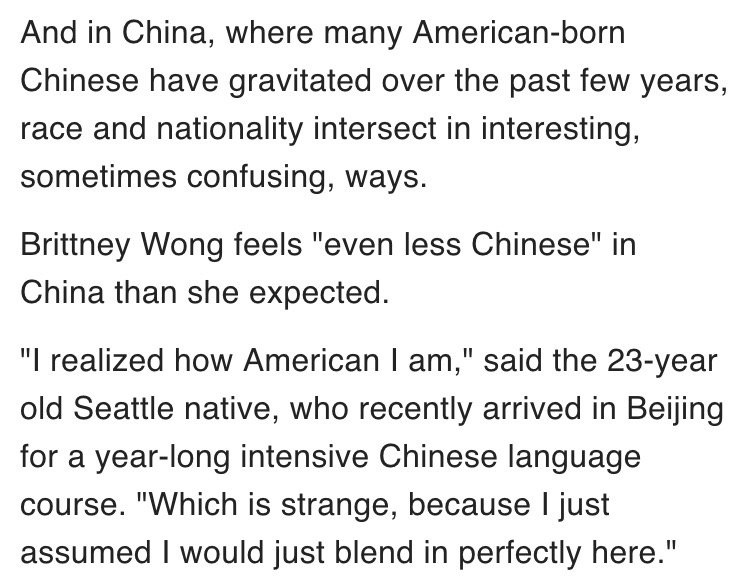 And in China, where many American-born
Chinese have gravitated over the past few years,
race and nationality intersect in interesting,
sometimes confusing, ways.
Brittney Wong feels "even less Chinese" in
China than she expected.
"I realized how American I am," said the 23-year
old Seattle native, who recently arrived in Beijing
for a year-long intensive Chinese language
course. "Which is strange, because I just
assumed I would just blend in perfectly here."